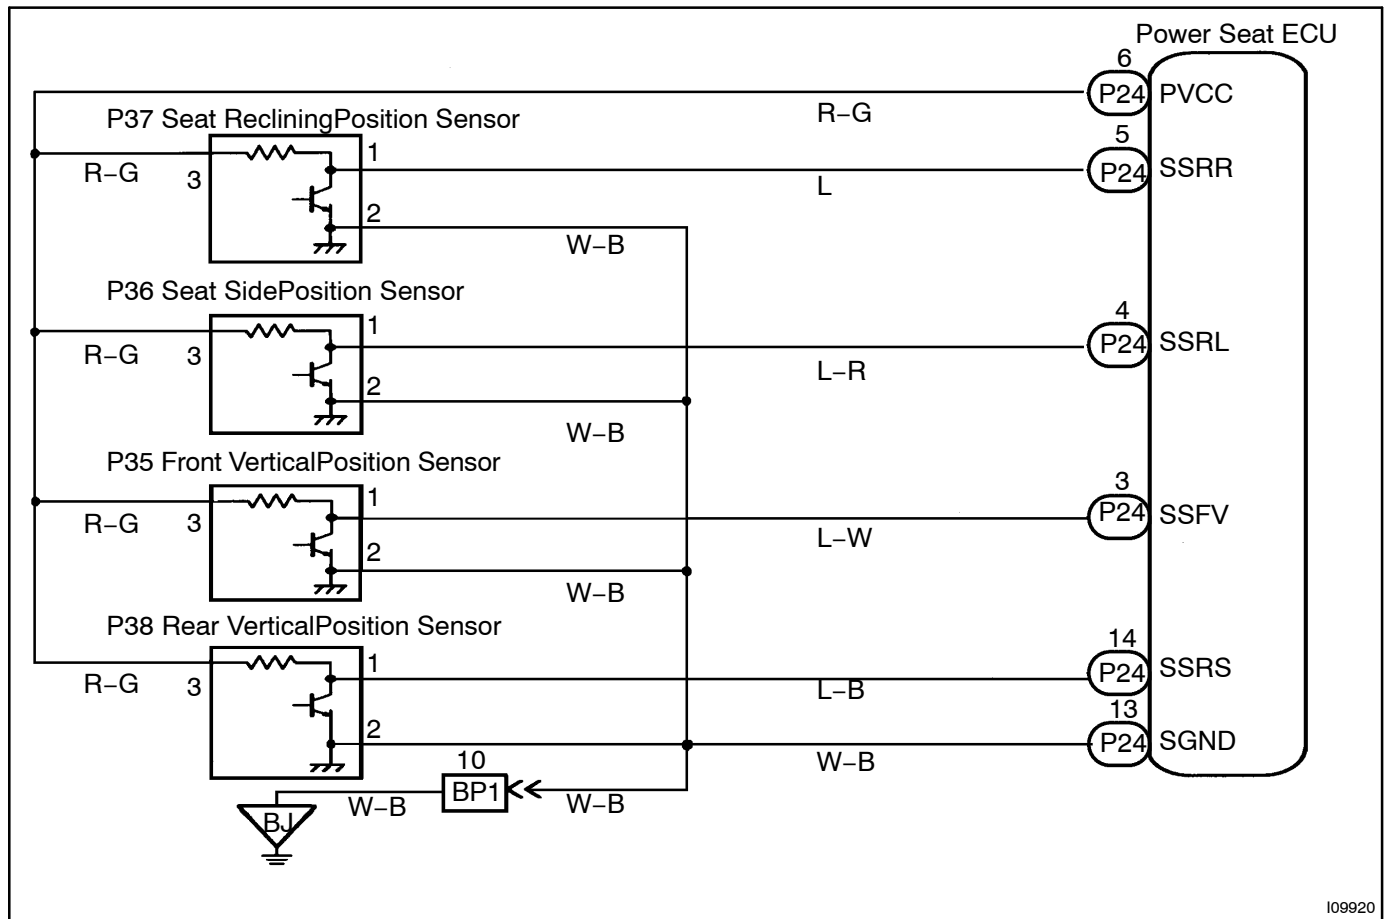 Power Seat ECU
6
P24 PVCC
R–G
P37 Seat RecliningPosition Sensor
5
P24 SSRR
R–G
3
1
L
2
W–B
P36 Seat SidePosition Sensor
4
P24 SSRL
R–G
3
1
L–R
2
W–B
P35 Front VerticalPosition Sensor
3
P24 SSFV
R–G
3
1
L–W
2
W–B
P38 Rear VerticalPosition Sensor
14
P24 SSRS
R–G
3
1
L–B
2
13
P24 SGND
W–B
10
BP1
W–B
W–B
BJ
I09920